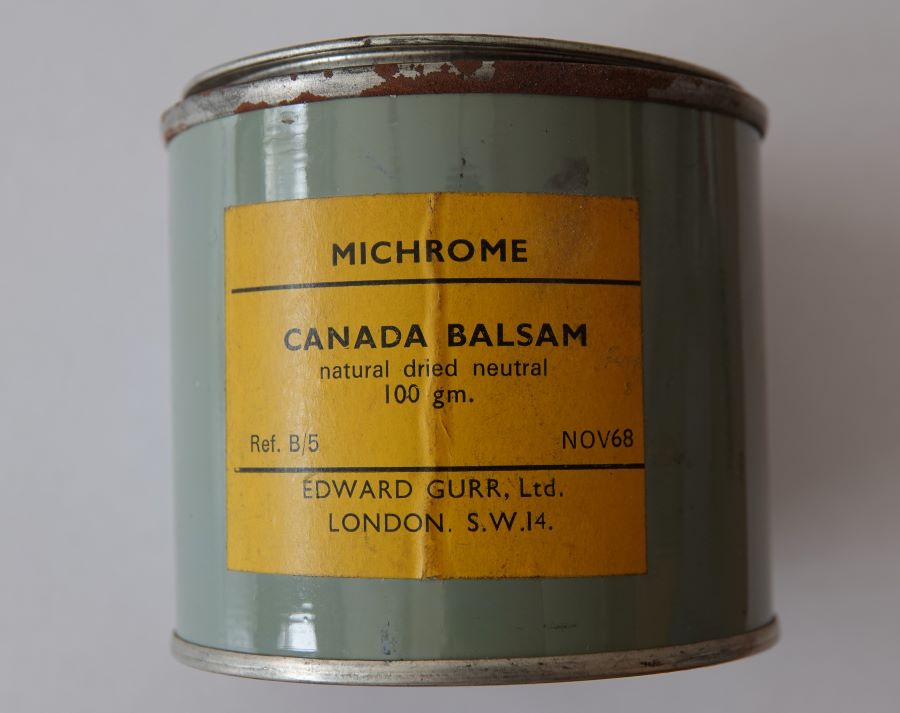 MICHROME
CANADA BALSAM
natural dried neutral
100 gm.
Ref. B/5 NOV68
EDWARD GURR, Ltd.
LONDON. S.W.14.